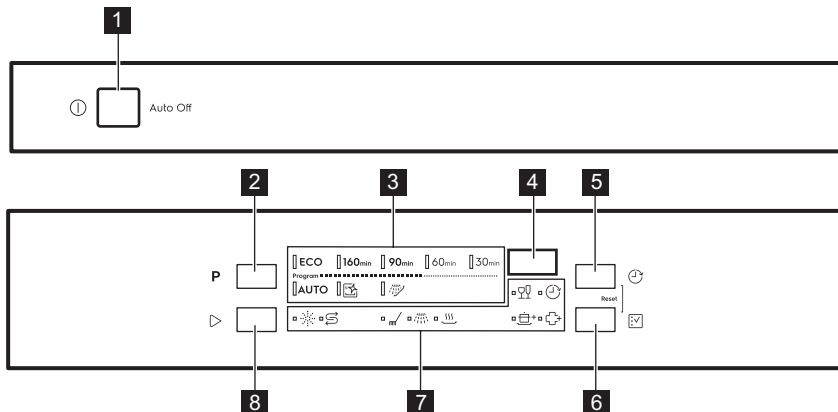 1
Auto Off
2 3 4 5
P
ECO 160min 90min 60min 30min
Program
AUTO
Reset
8 7 6